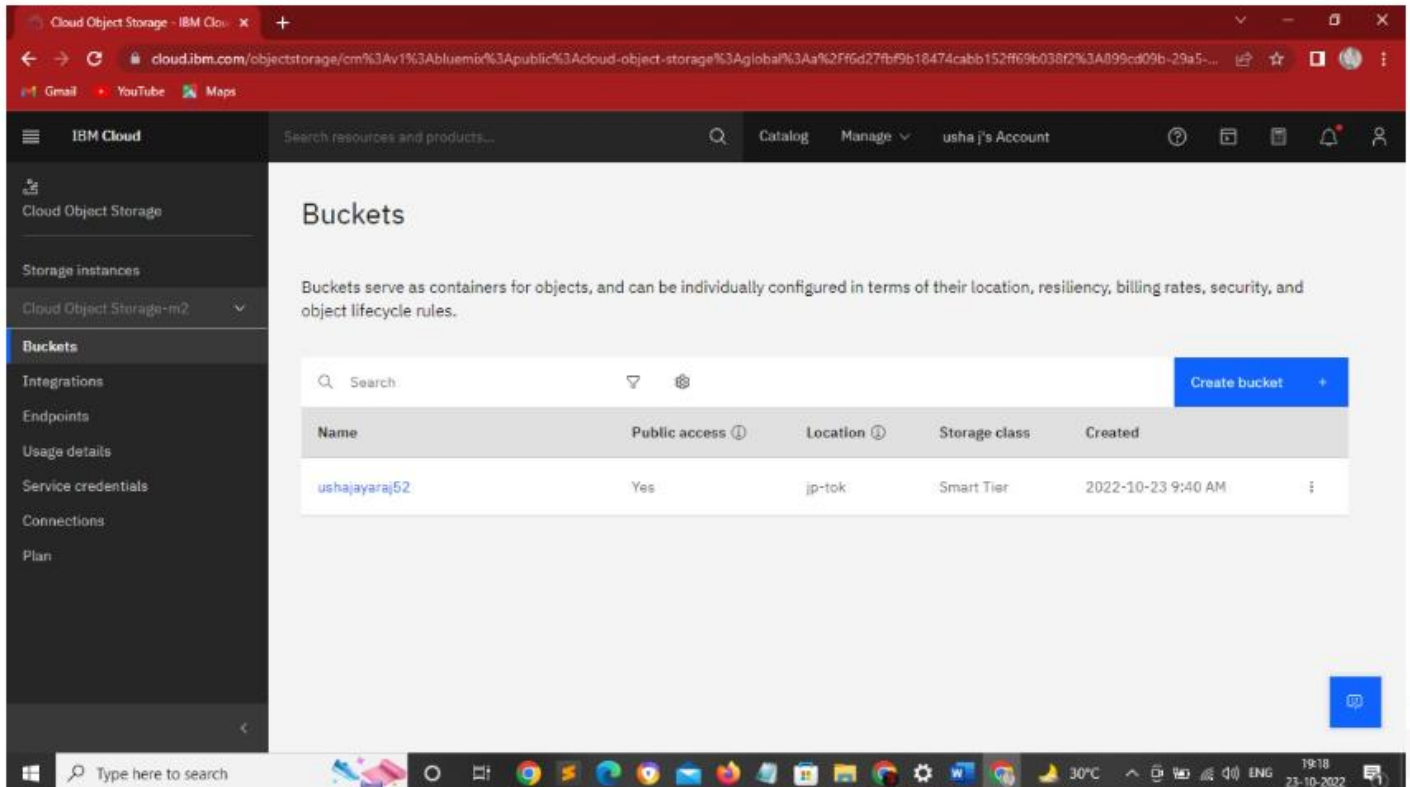 Cloud Object Storage - IBM Clou
cloud.ibm.com/objectstorage/crn%3Av1%3Abluemix%3Apublic%3Acloud-object-storage%3Aglobal%3Aa%2Ff6d27fbf9b18474cabb152ff69b038f2%3A899cd09b-29a5-...
Gmail YouTube Maps
IBM Cloud Search resources and products... Catalog Manage usha j's Account
Cloud Object Storage
Storage instances
Cloud Object Storage-m2
Buckets
Integrations
Endpoints
Usage details
Service credentials
Connections
Plan
Buckets
Buckets serve as containers for objects, and can be individually configured in terms of their location, resiliency, billing rates, security, and
object lifecycle rules.
Search Create bucket +
Name Public access Location Storage class Created
ushajayaraj52 Yes jp-tok Smart Tier 2022-10-23 9:40 AM
Type here to search 30°C ENG 19:18
23-10-2022